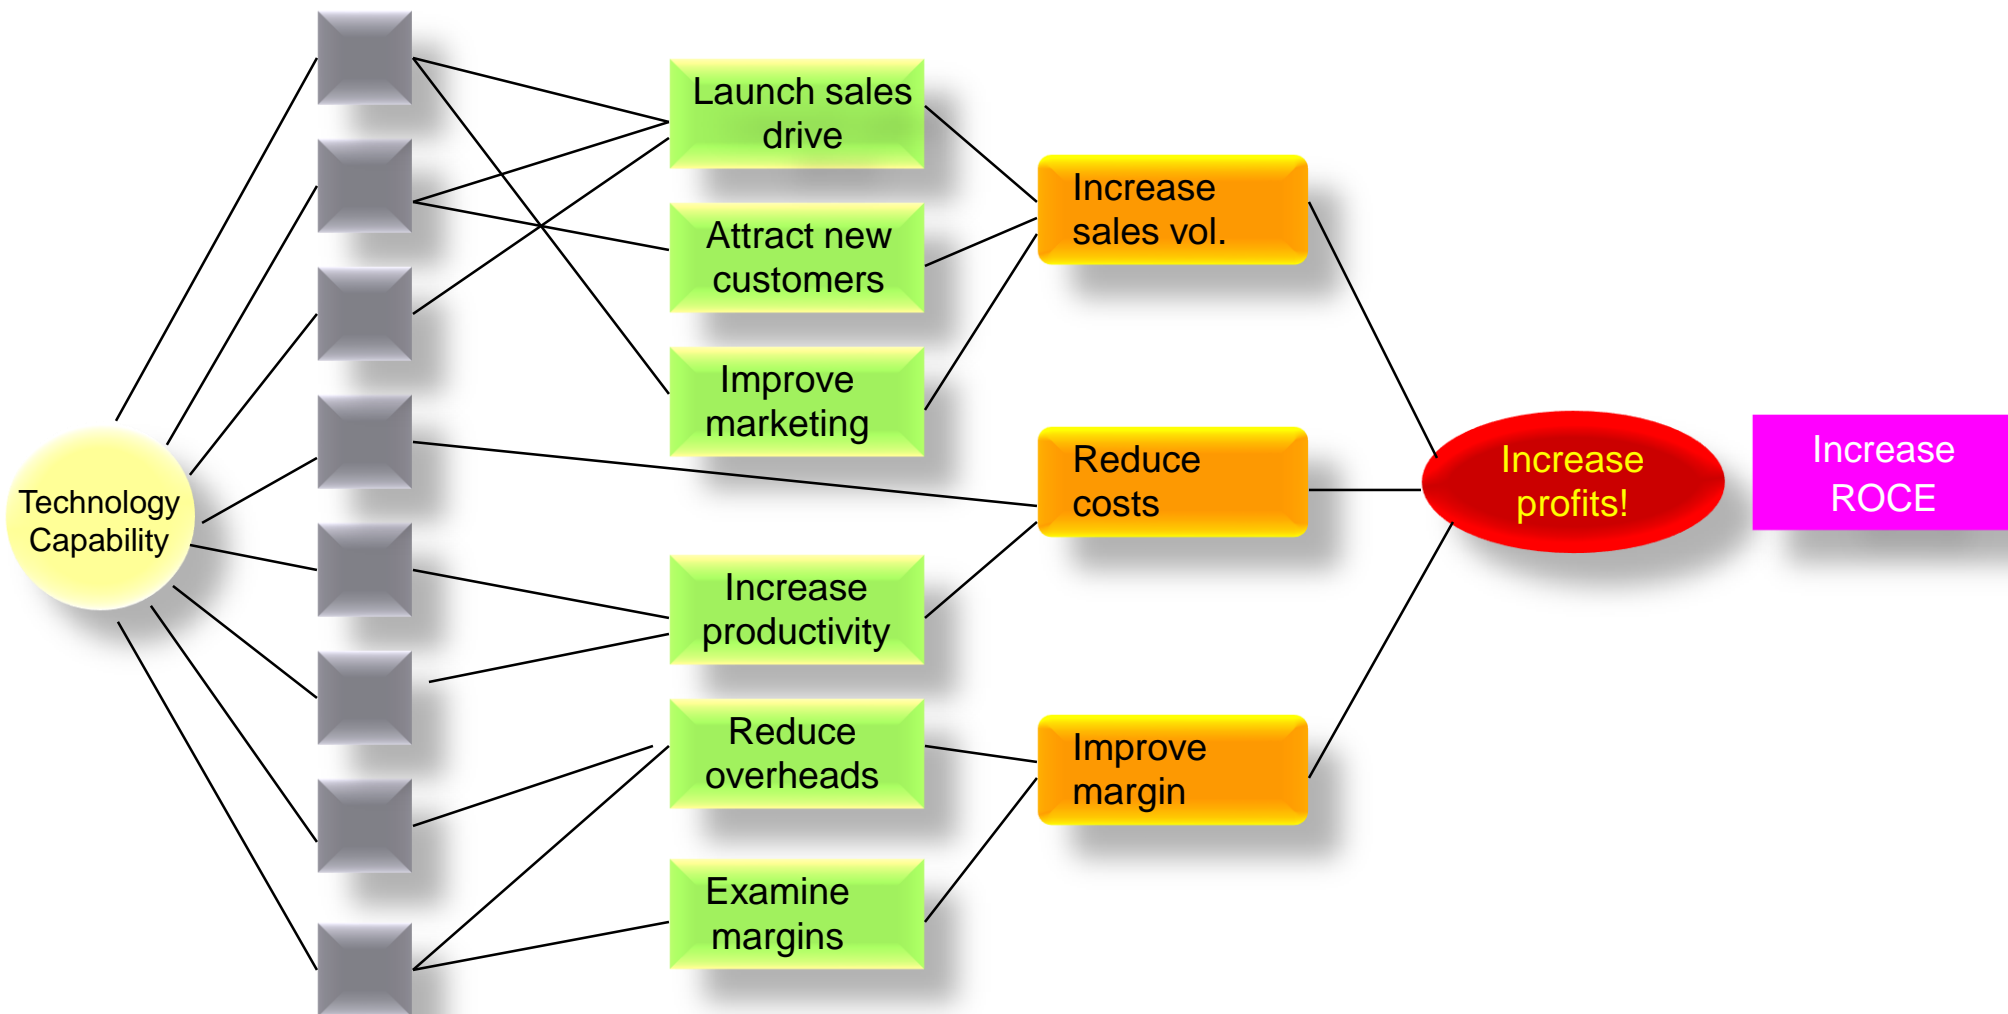 Technology
Capability
Launch sales
drive
Attract new
customers
Improve
marketing
Increase
productivity
Reduce
overheads
Examine
margins
Increase
sales vol.
Reduce
costs
Improve
margin
Increase
profits!
Increase
ROCE